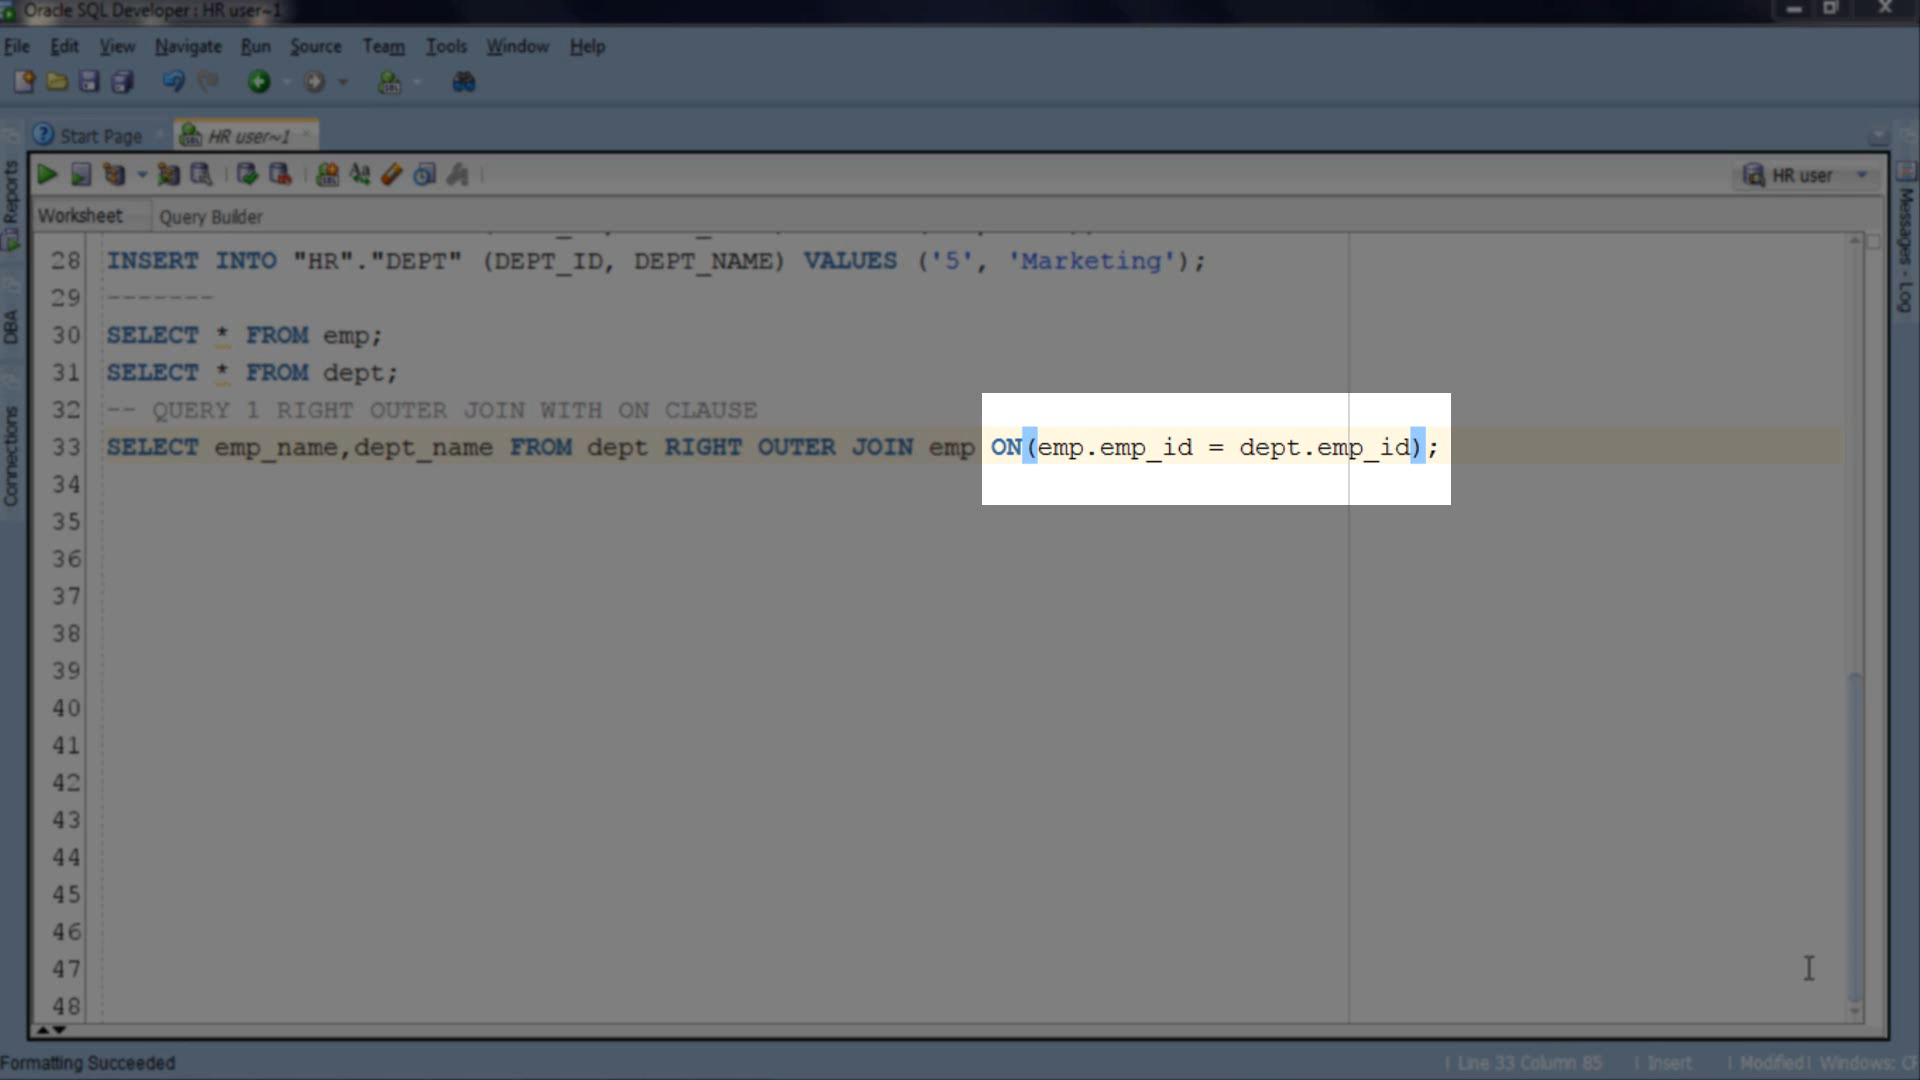 Oracle SQL Developer : HR user~1
File Edit View Navigate Run Source Team Tools Window Help
Start Page HR user~1
HR user
Worksheet Query Builder
28 INSERT INTO "HR"."DEPT" (DEPT_ID, DEPT_NAME) VALUES ('5', 'Marketing');
29 -------
30 SELECT * FROM emp;
31 SELECT * FROM dept;
32 -- QUERY 1 RIGHT OUTER JOIN WITH ON CLAUSE
33 SELECT emp_name,dept_name FROM dept RIGHT OUTER JOIN emp ON(emp.emp_id = dept.emp_id);
34
35
36
37
38
39
40
41
42
43
44
45
46
47
48
Reports
DBA
Connections
Messages - Log
Formatting Succeeded
Line 33 Column 85 Insert Modified Windows: